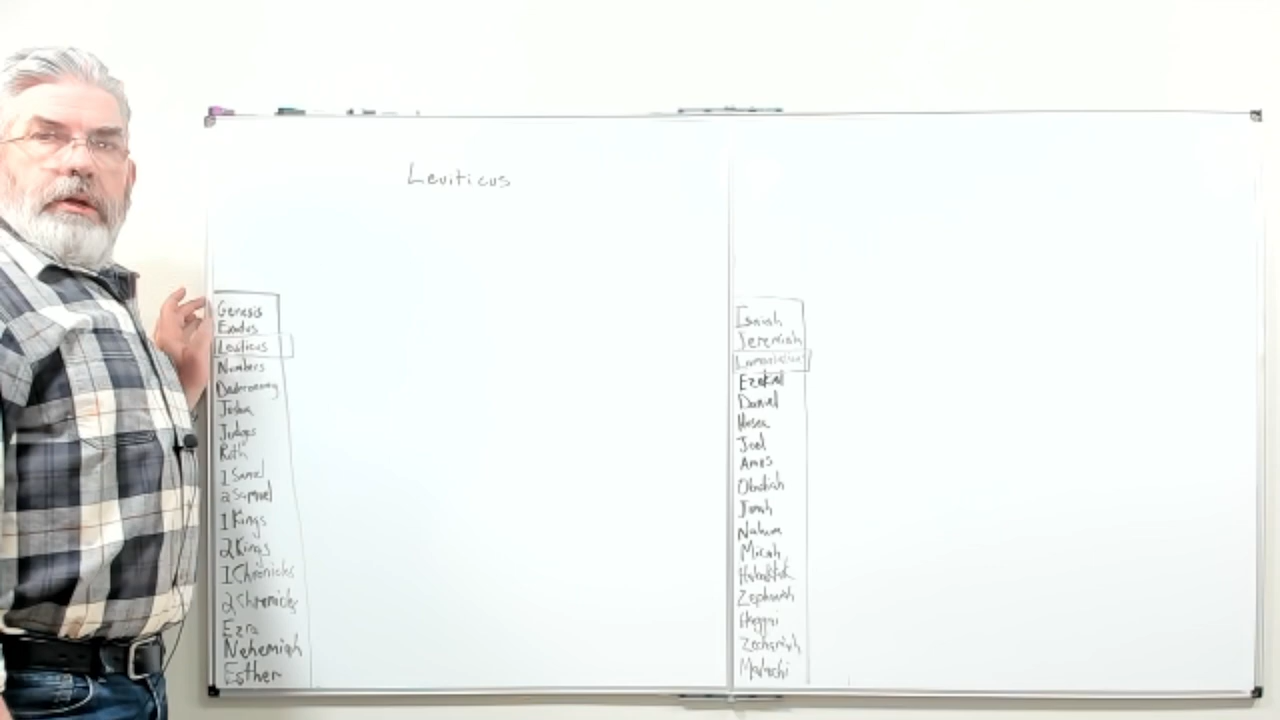 Leviticus
Genesis
Exodus
Leviticus
Numbers
Joshua
Judges
Ruth
1 Samuel
2 Samuel
1 Kings
2 Kings
1 Chronicles
2 Chronicles
Ezra
Nehemiah
Esther
Isaiah
Jeremiah
Ezekiel
Daniel
Hosea
Joel
Amos
Obadiah
Jonah
Nahum
Micah
Zephaniah
Haggai
Zechariah
Malachi